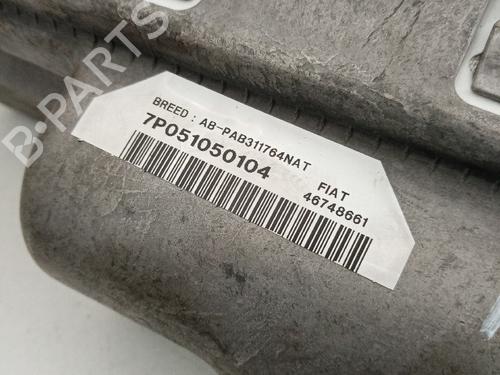 B-PARTS
BREED : AB-PAB311764NAT
7P051050104
FIAT
46748661